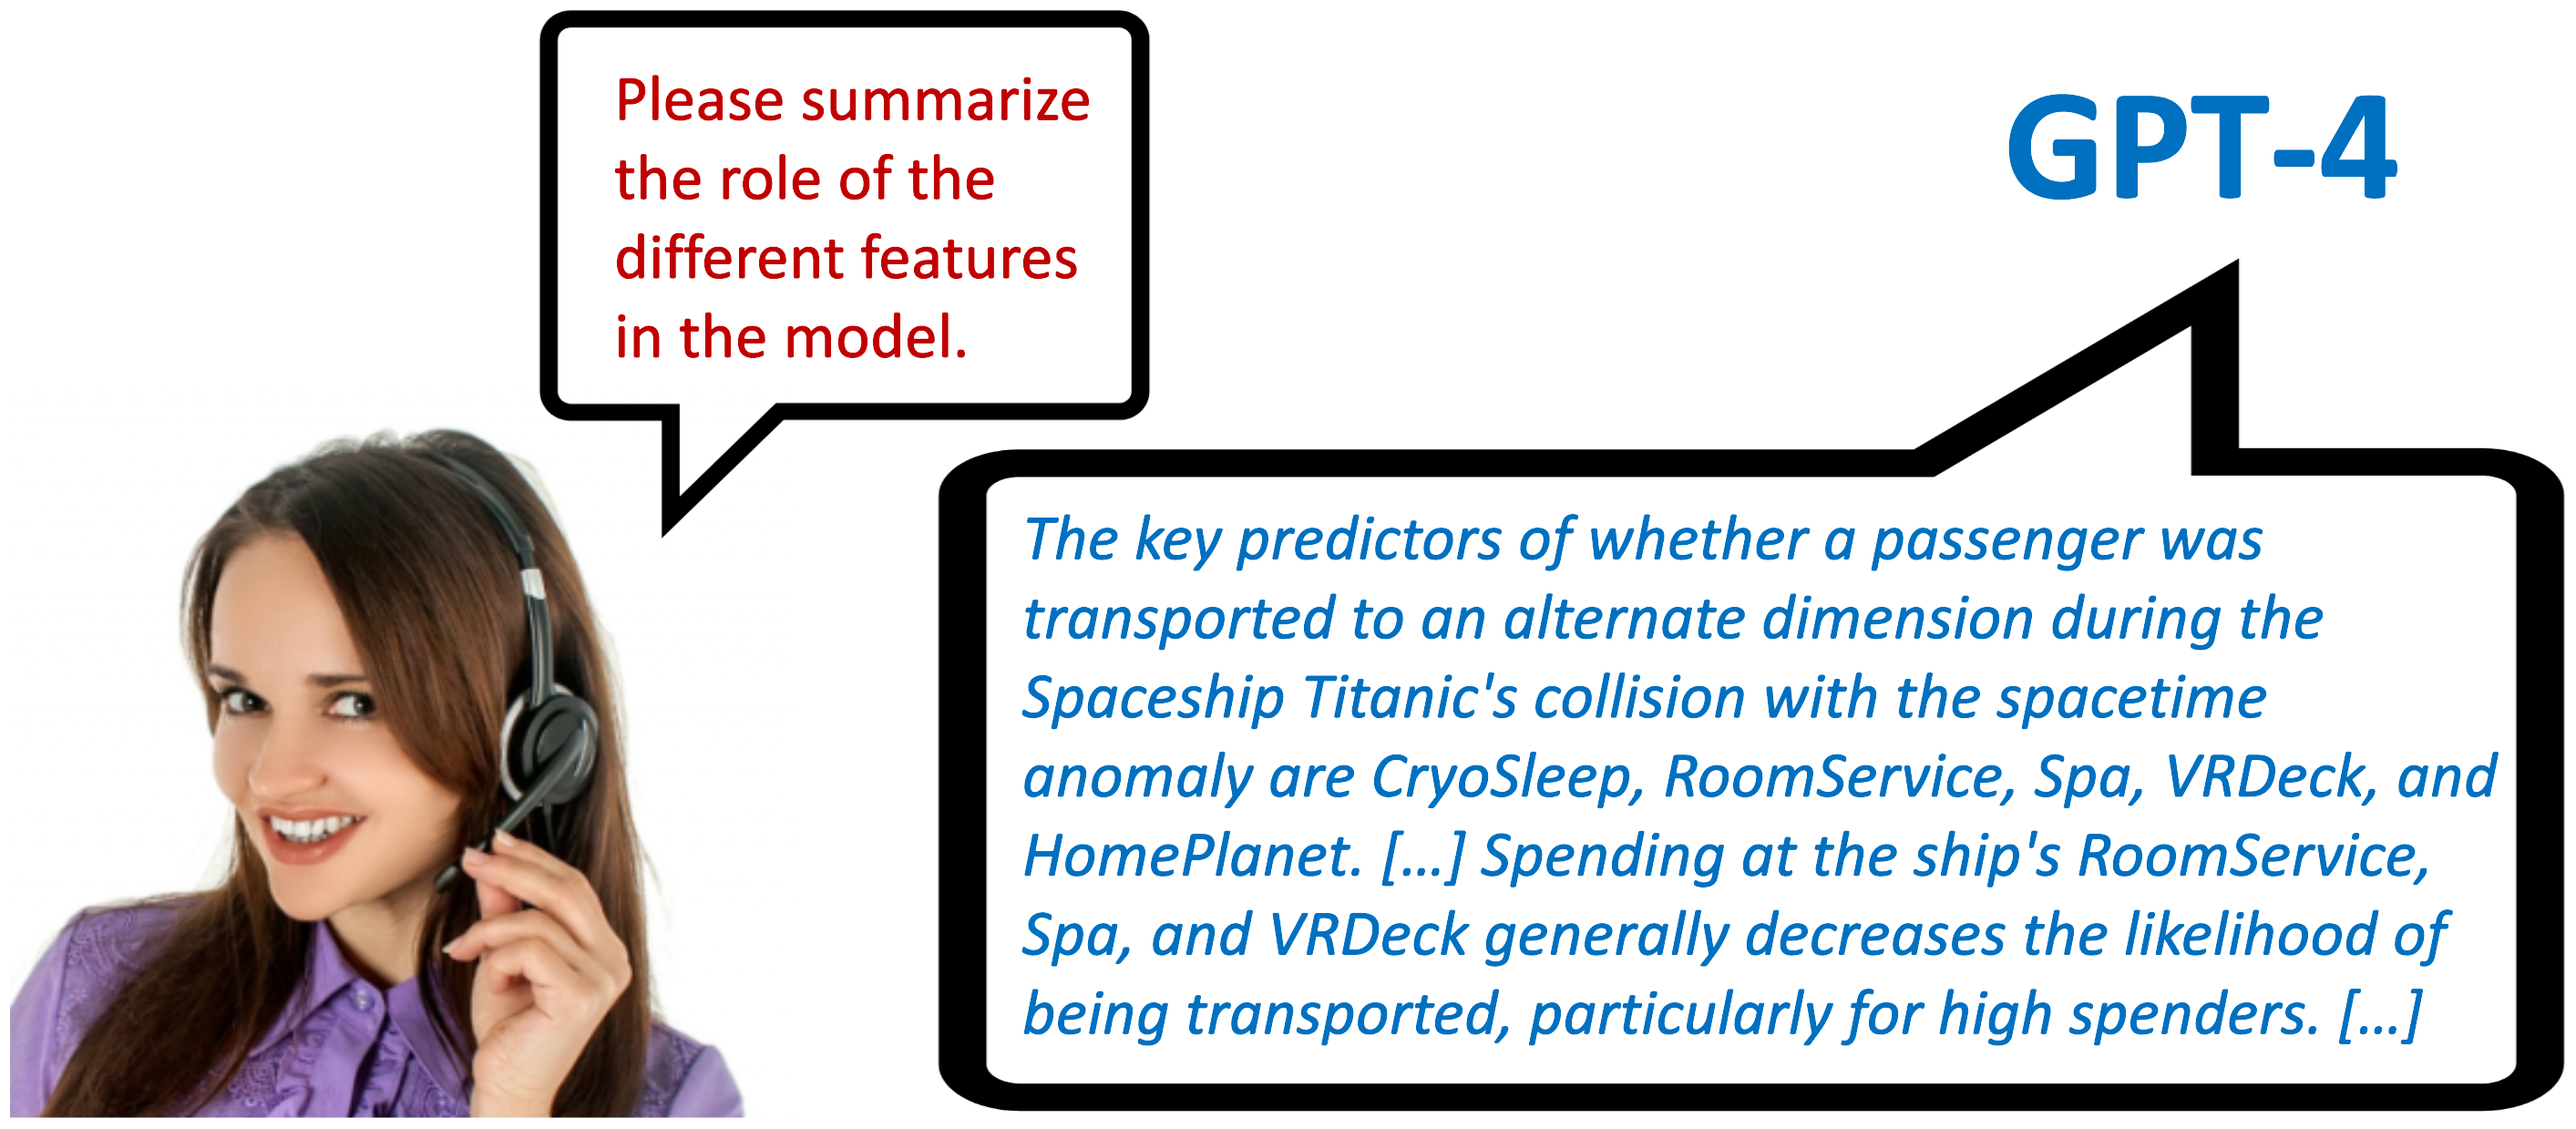 Please summarize
the role of the
different features
in the model.
GPT-4
The key predictors of whether a passenger was
transported to an alternate dimension during the
Spaceship Titanic's collision with the spacetime
anomaly are CryoSleep, RoomService, Spa, VRDeck, and
HomePlanet. […] Spending at the ship's RoomService,
Spa, and VRDeck generally decreases the likelihood of
being transported, particularly for high spenders. […]